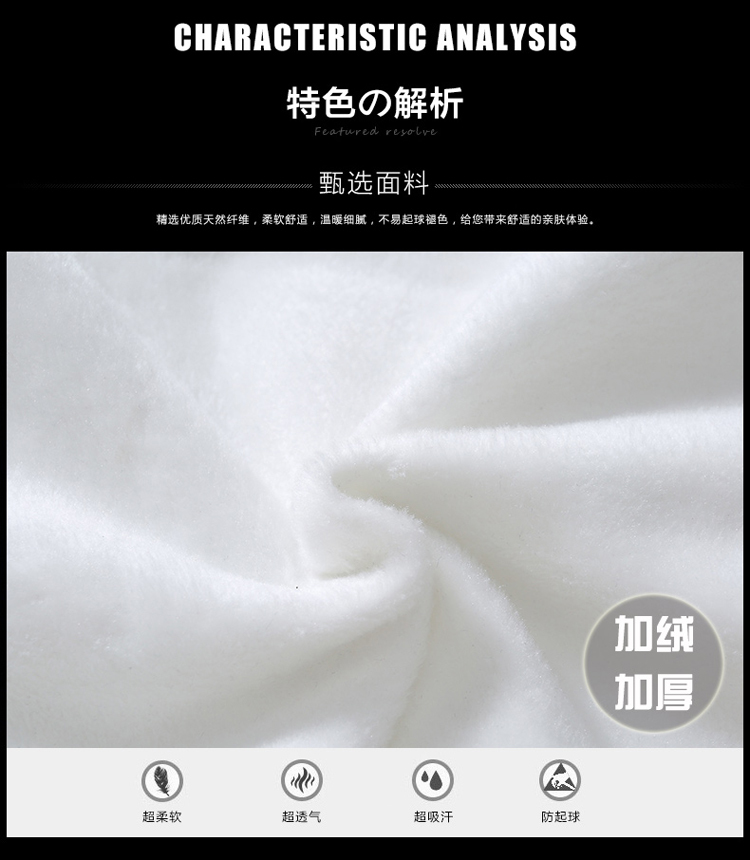 CHARACTERISTIC ANALYSIS
特色の解析
Featured resolve
甄选面料
精选优质天然纤维，柔软舒适，温暖细腻，不易起球褪色，给您带来舒适的亲肤体验。
加绒
加厚
超柔软 超透气 超吸汗 防起球